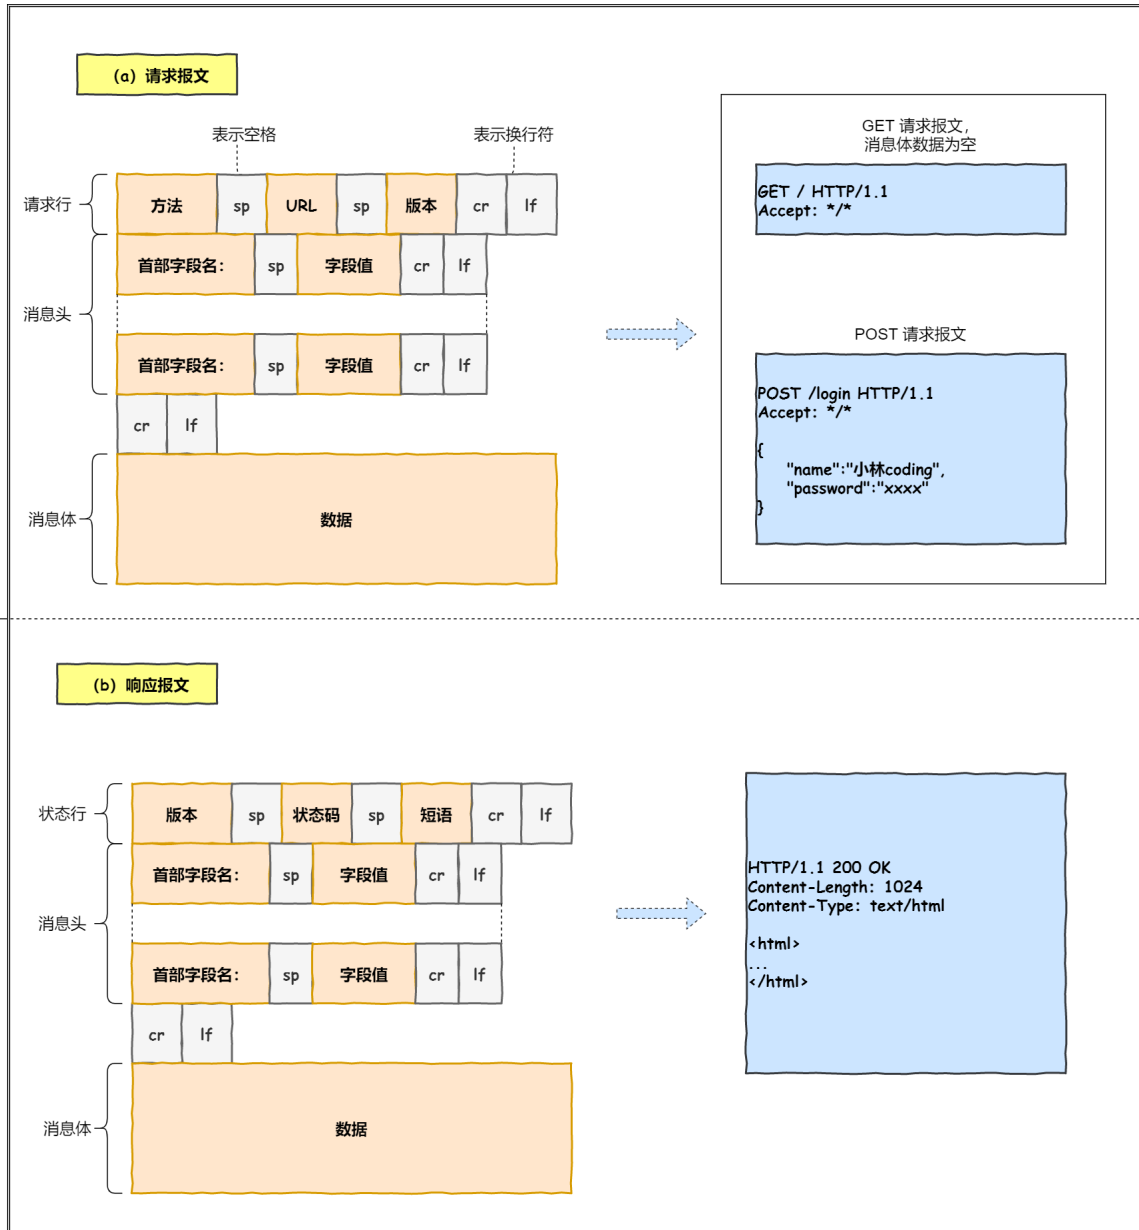 (a) 请求报文
表示空格
表示换行符
请求行
方法 sp URL sp 版本 cr lf
首部字段名: sp 字段值 cr lf
消息头
首部字段名: sp 字段值 cr lf
cr lf
消息体
数据
GET 请求报文,
消息体数据为空
GET / HTTP/1.1
Accept: */*
POST 请求报文
POST /login HTTP/1.1
Accept: */*
{
"name":"小林coding",
"password":"xxxx"
}
(b) 响应报文
状态行
版本 sp 状态码 sp 短语 cr lf
首部字段名: sp 字段值 cr lf
消息头
首部字段名: sp 字段值 cr lf
cr lf
消息体
数据
HTTP/1.1 200 OK
Content-Length: 1024
Content-Type: text/html
<html>
...
</html>